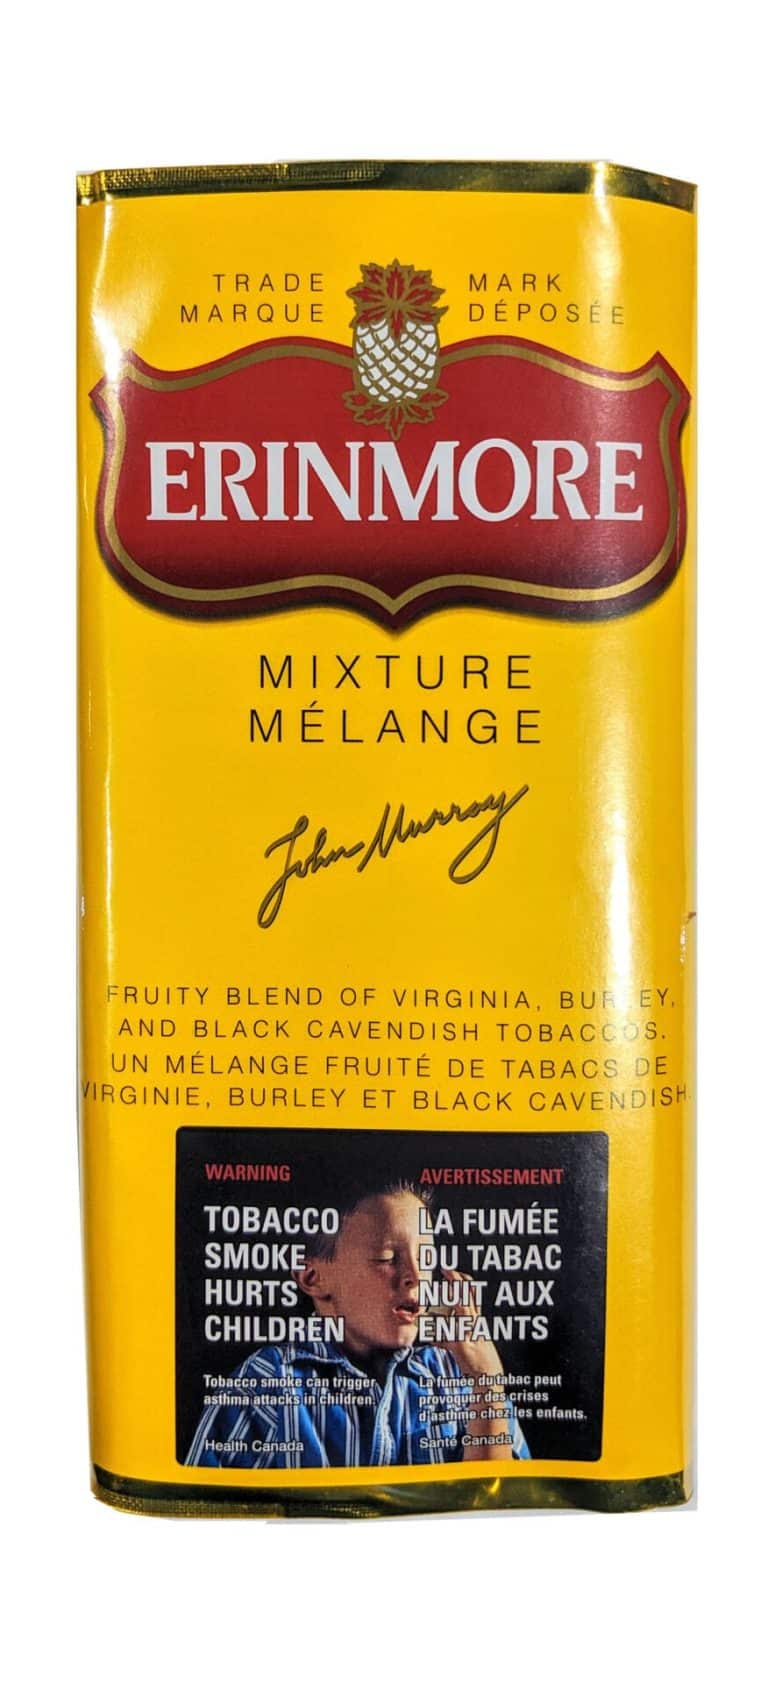 TRADE MARK
MARQUE DÉPOSÉE
ERINMORE
MIXTURE
MÉLANGE
John Murray
FRUITY BLEND OF VIRGINIA, BURLEY,
AND BLACK CAVENDISH TOBACCOS.
UN MÉLANGE FRUITÉ DE TABACS DE
VIRGINIE, BURLEY ET BLACK CAVENDISH.
WARNING
TOBACCO
SMOKE
HURTS
CHILDREN
Tobacco smoke can trigger
asthma attacks in children.
Health Canada
AVERTISSEMENT
LA FUMÉE
DU TABAC
NUIT AUX
ENFANTS
La fumée du tabac peut
provoquer des crises
d'asthme chez les enfants.
Santé Canada